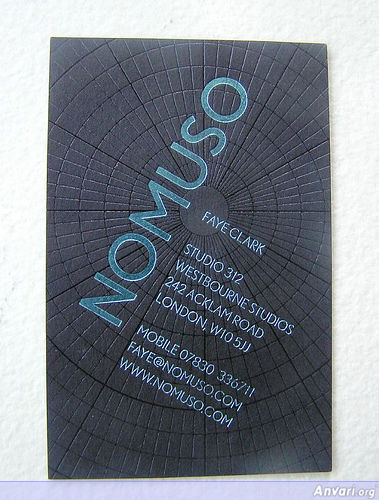 NOMUSO
FAYE CLARK
STUDIO 312
WESTBOURNE STUDIOS
242 ACKLAM ROAD
LONDON, W10 5JJ
MOBILE 07830 336711
FAYE@NOMUSO.COM
WWW.NOMUSO.COM
Anvari.org